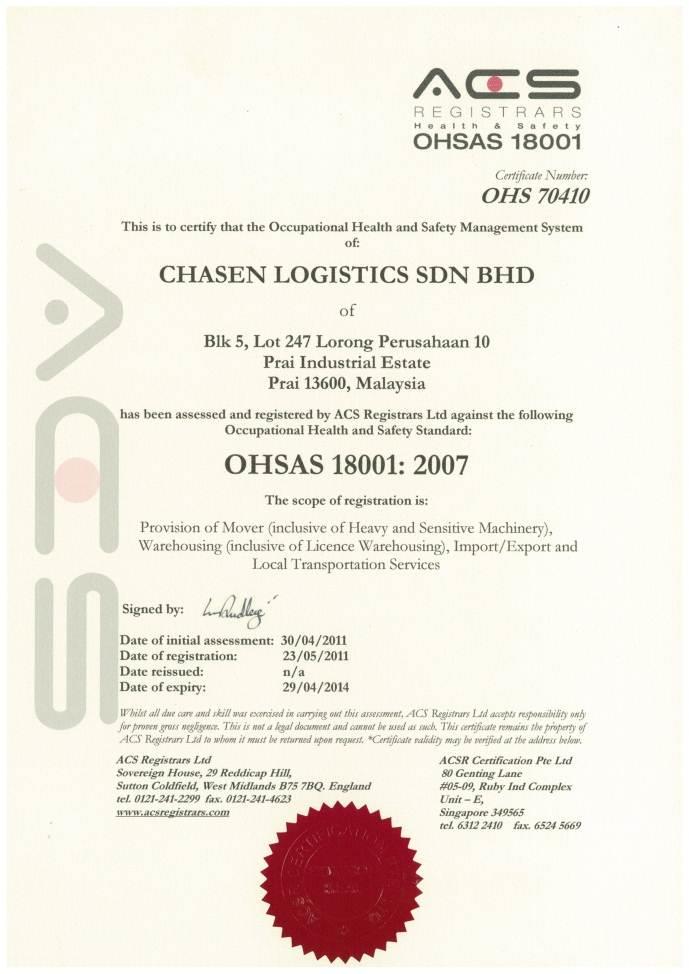 ACS
REGISTRARS
Health & Safety
OHSAS 18001
Certificate Number:
OHS 70410
This is to certify that the Occupational Health and Safety Management System
of:
CHASEN LOGISTICS SDN BHD
of
Blk 5, Lot 247 Lorong Perusahaan 10
Prai Industrial Estate
Prai 13600, Malaysia
has been assessed and registered by ACS Registrars Ltd against the following
Occupational Health and Safety Standard:
OHSAS 18001: 2007
The scope of registration is:
Provision of Mover (inclusive of Heavy and Sensitive Machinery),
Warehousing (inclusive of Licence Warehousing), Import/Export and
Local Transportation Services
Signed by:
Date of initial assessment: 30/04/2011
Date of registration: 23/05/2011
Date reissued: n/a
Date of expiry: 29/04/2014
Whilst all due care and skill was exercised in carrying out this assessment, ACS Registrars Ltd accepts responsibility only
for proven gross negligence. This is not a legal document and cannot be used as such. This certificate remains the property of
ACS Registrars Ltd to whom it must be returned upon request. *Certificate validity may be verified at the address below.
ACS Registrars Ltd
Sovereign House, 29 Reddicap Hill,
Sutton Coldfield, West Midlands B75 7BQ. England
tel. 0121-241-2299 fax. 0121-241-4623
www.acsregistrars.com
ACSR Certification Pte Ltd
80 Genting Lane
#05-09, Ruby Ind Complex
Unit – E,
Singapore 349565
tel. 6312 2410 fax. 6524 5669
ACS